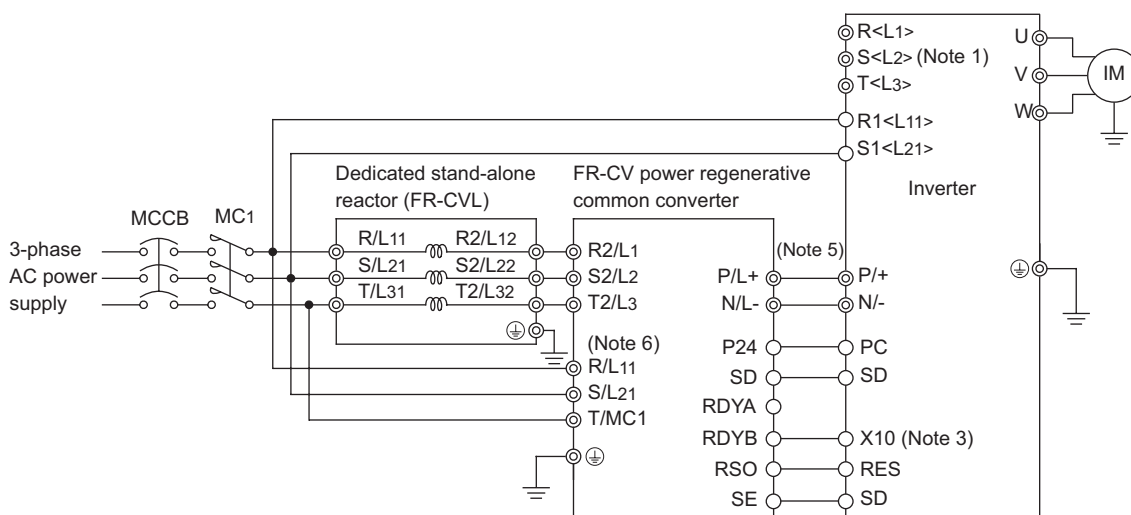 R<L1>
S<L2> (Note 1)
T<L3>
R1<L11>
S1<L21>
U
V
W
IM
Inverter
Dedicated stand-alone
reactor (FR-CVL)
FR-CV power regenerative
common converter
MCCB
MC1
3-phase
AC power
supply
R/L11
R2/L12
S/L21
S2/L22
T/L31
T2/L32
R2/L1
S2/L2
T2/L3
(Note 6)
R/L11
S/L21
T/MC1
(Note 5)
P/L+
P/+
N/L-
N/-
P24
PC
SD
SD
RDYA
RDYB
X10 (Note 3)
RSO
RES
SE
SD